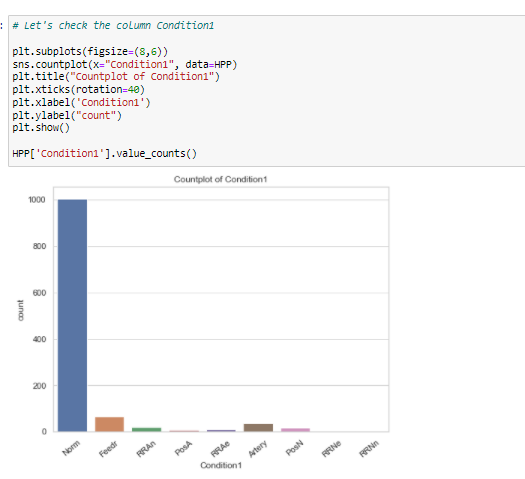 : # Let's check the column Condition1
plt.subplots(figsize=(8,6))
sns.countplot(x="Condition1", data=HPP)
plt.title("Countplot of Condition1")
plt.xticks(rotation=40)
plt.xlabel('Condition1')
plt.ylabel("count")
plt.show()
HPP['Condition1'].value_counts()
Countplot of Condition1
1000
800
600
400
200
0
count
Norm
Feedr
RRAn
PosA
RRAe
Artery
PosN
RRNe
RRNn
Condition1